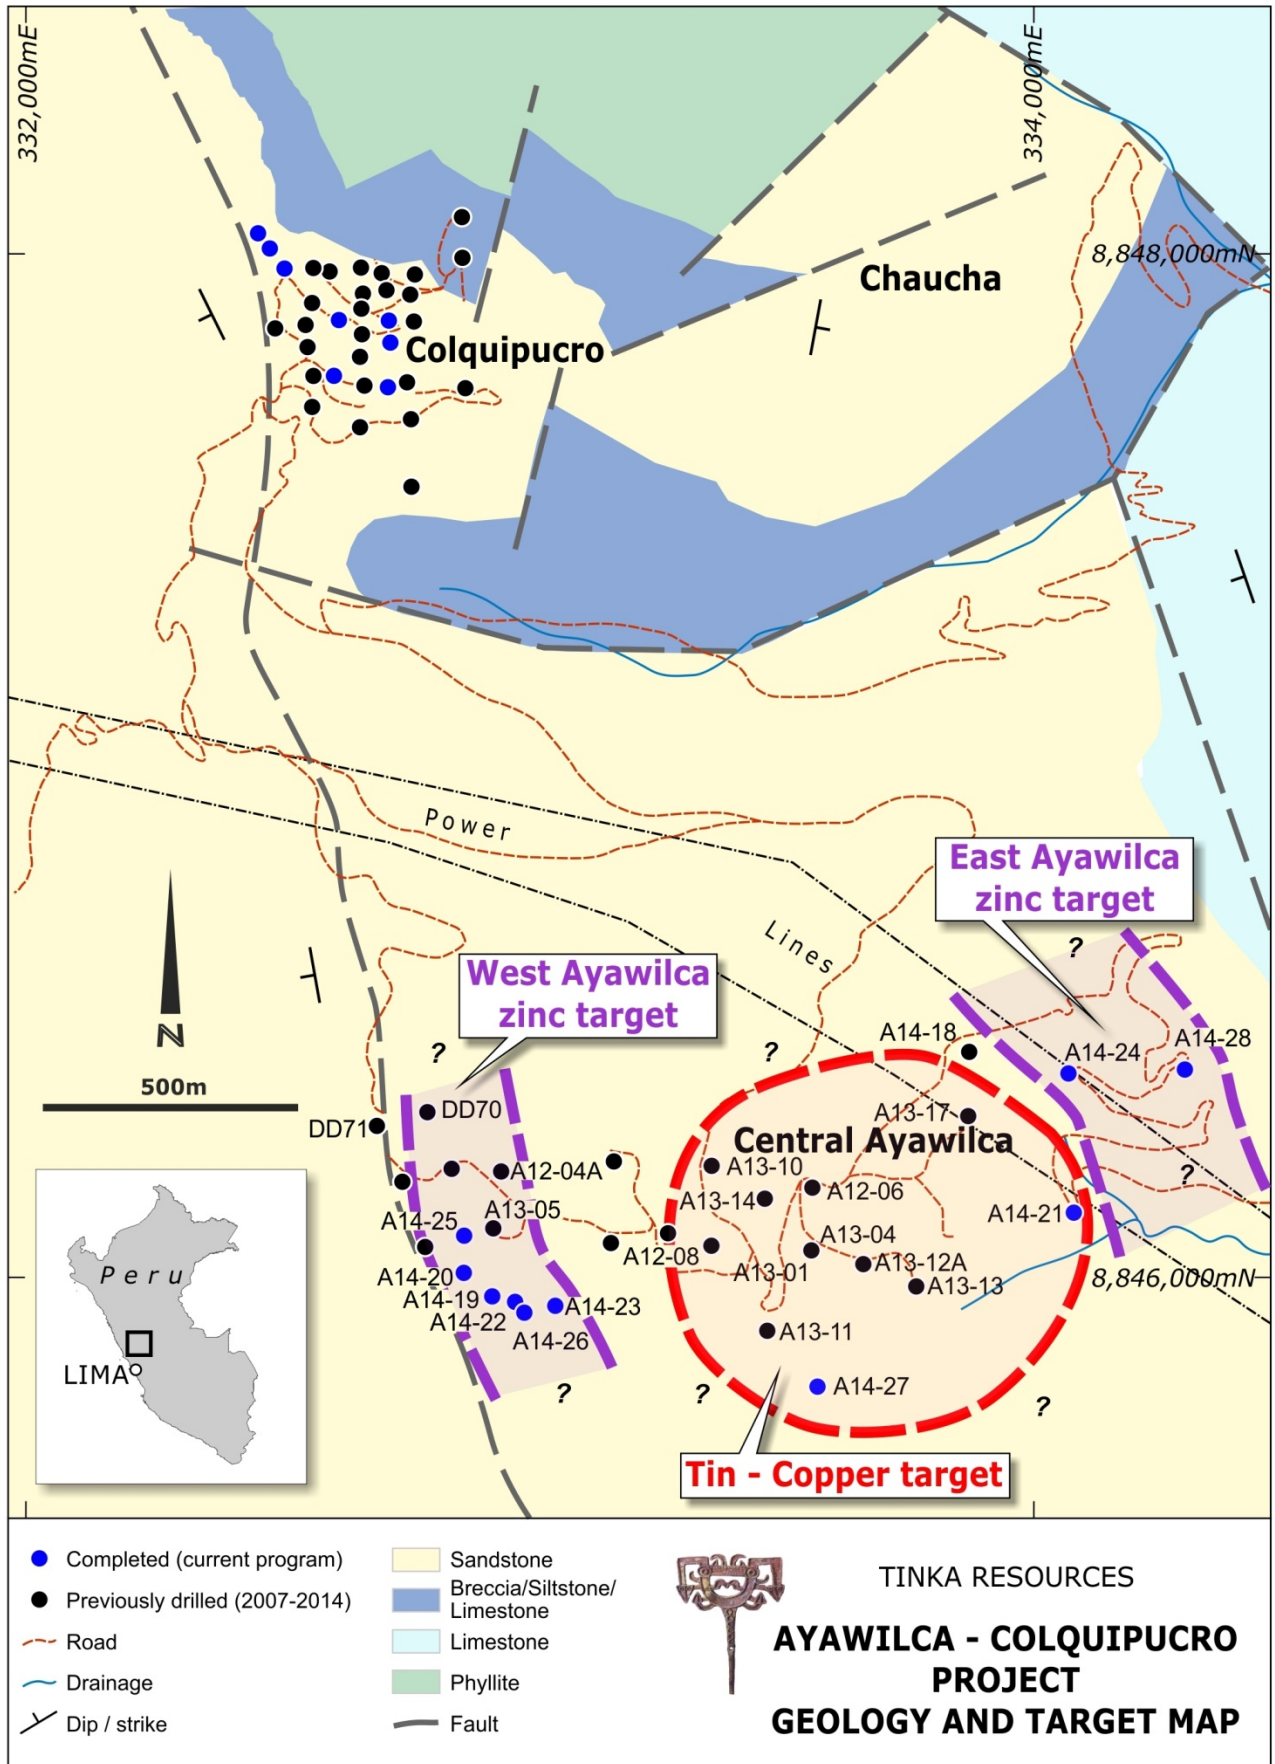 332,000mE
334,000mE
8,848,000mN
Chaucha
Colquipucro
Power
Lines
East Ayawilca
zinc target
West Ayawilca
zinc target
?
?
?
A14-18
A14-24
A14-28
N
500m
DD70
DD71
A13-17
Central Ayawilca
A12-04A
A13-10
A12-06
A13-14
?
A14-25
A13-05
A14-21
A13-04
A12-08
A13-01
A13-12A
A14-20
8,846,000mN
A13-13
A14-19
A14-22
A14-23
A14-26
A13-11
Peru
LIMA
A14-27
?
?
?
Tin - Copper target
Completed (current program)
Previously drilled (2007-2014)
Road
Drainage
Dip / strike
Sandstone
Breccia/Siltstone/
Limestone
Limestone
Phyllite
Fault
TINKA RESOURCES
AYAWILCA - COLQUIPUCRO
PROJECT
GEOLOGY AND TARGET MAP